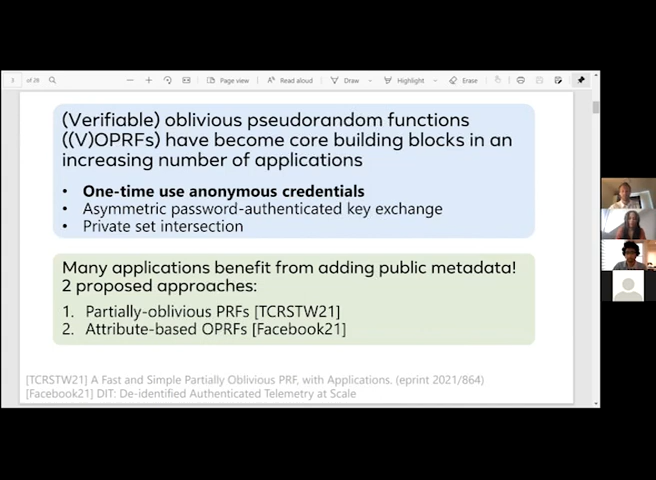 3 of 28 Page view Read aloud Draw Highlight Erase
(Verifiable) oblivious pseudorandom functions
((V)OPRFs) have become core building blocks in an
increasing number of applications
• One-time use anonymous credentials
• Asymmetric password-authenticated key exchange
• Private set intersection
Many applications benefit from adding public metadata!
2 proposed approaches:
1. Partially-oblivious PRFs [TCRSTW21]
2. Attribute-based OPRFs [Facebook21]
[TCRSTW21] A Fast and Simple Partially Oblivious PRF, with Applications. (eprint 2021/864)
[Facebook21] DIT: De-identified Authenticated Telemetry at Scale